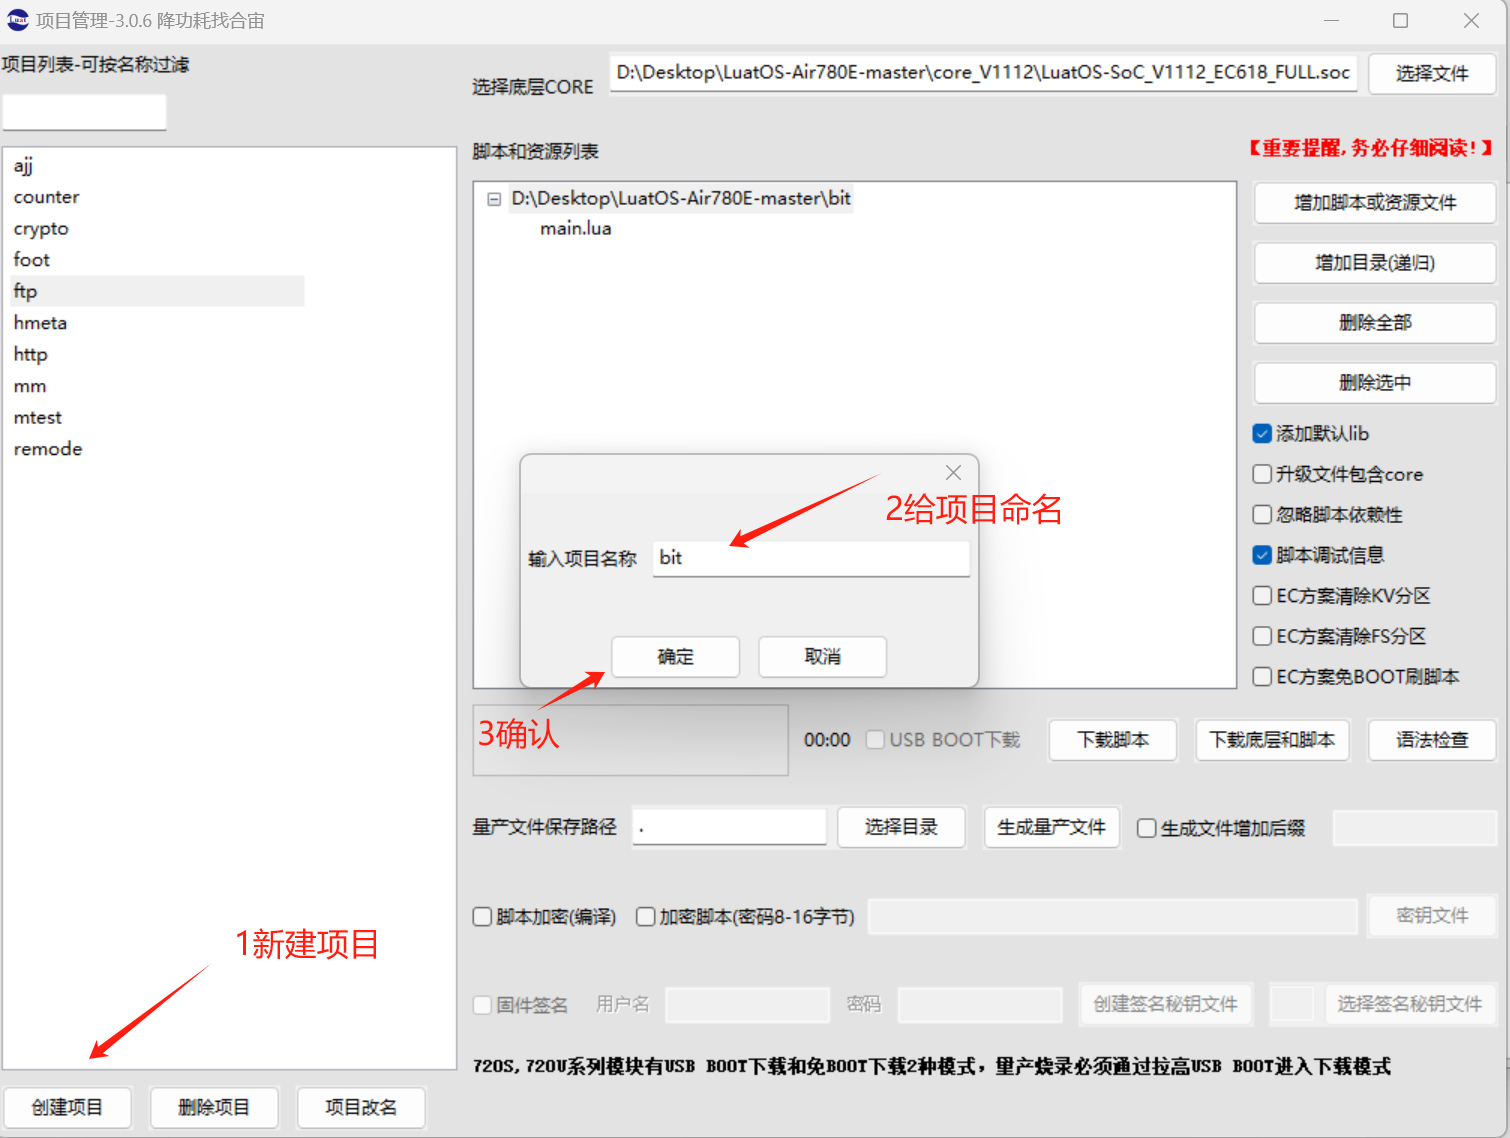 项目管理-3.0.6 降功耗找合宙
项目列表-可按名称过滤
选择底层CORE
D:\Desktop\LuatOS-Air780E-master\core_V1112\LuatOS-SoC_V1112_EC618_FULL.soc
选择文件
脚本和资源列表
【重要提醒,务必仔细阅读!】
ajj
counter
crypto
foot
ftp
hmeta
http
mm
mtest
remode
D:\Desktop\LuatOS-Air780E-master\bit
main.lua
增加脚本或资源文件
增加目录(递归)
删除全部
删除选中
添加默认lib
升级文件包含core
忽略脚本依赖性
脚本调试信息
EC方案清除KV分区
EC方案清除FS分区
EC方案免BOOT刷脚本
2给项目命名
输入项目名称
bit
确定
取消
3确认
00:00
USB BOOT下载
下载脚本
下载底层和脚本
语法检查
量产文件保存路径
.
选择目录
生成量产文件
生成文件增加后缀
脚本加密(编译)
加密脚本(密码8-16字节)
密钥文件
1新建项目
固件签名
用户名
密码
创建签名秘钥文件
选择签名秘钥文件
720S,720U系列模块有USB BOOT下载和免BOOT下载2种模式，量产烧录必须通过拉高USB BOOT进入下载模式
创建项目
删除项目
项目改名